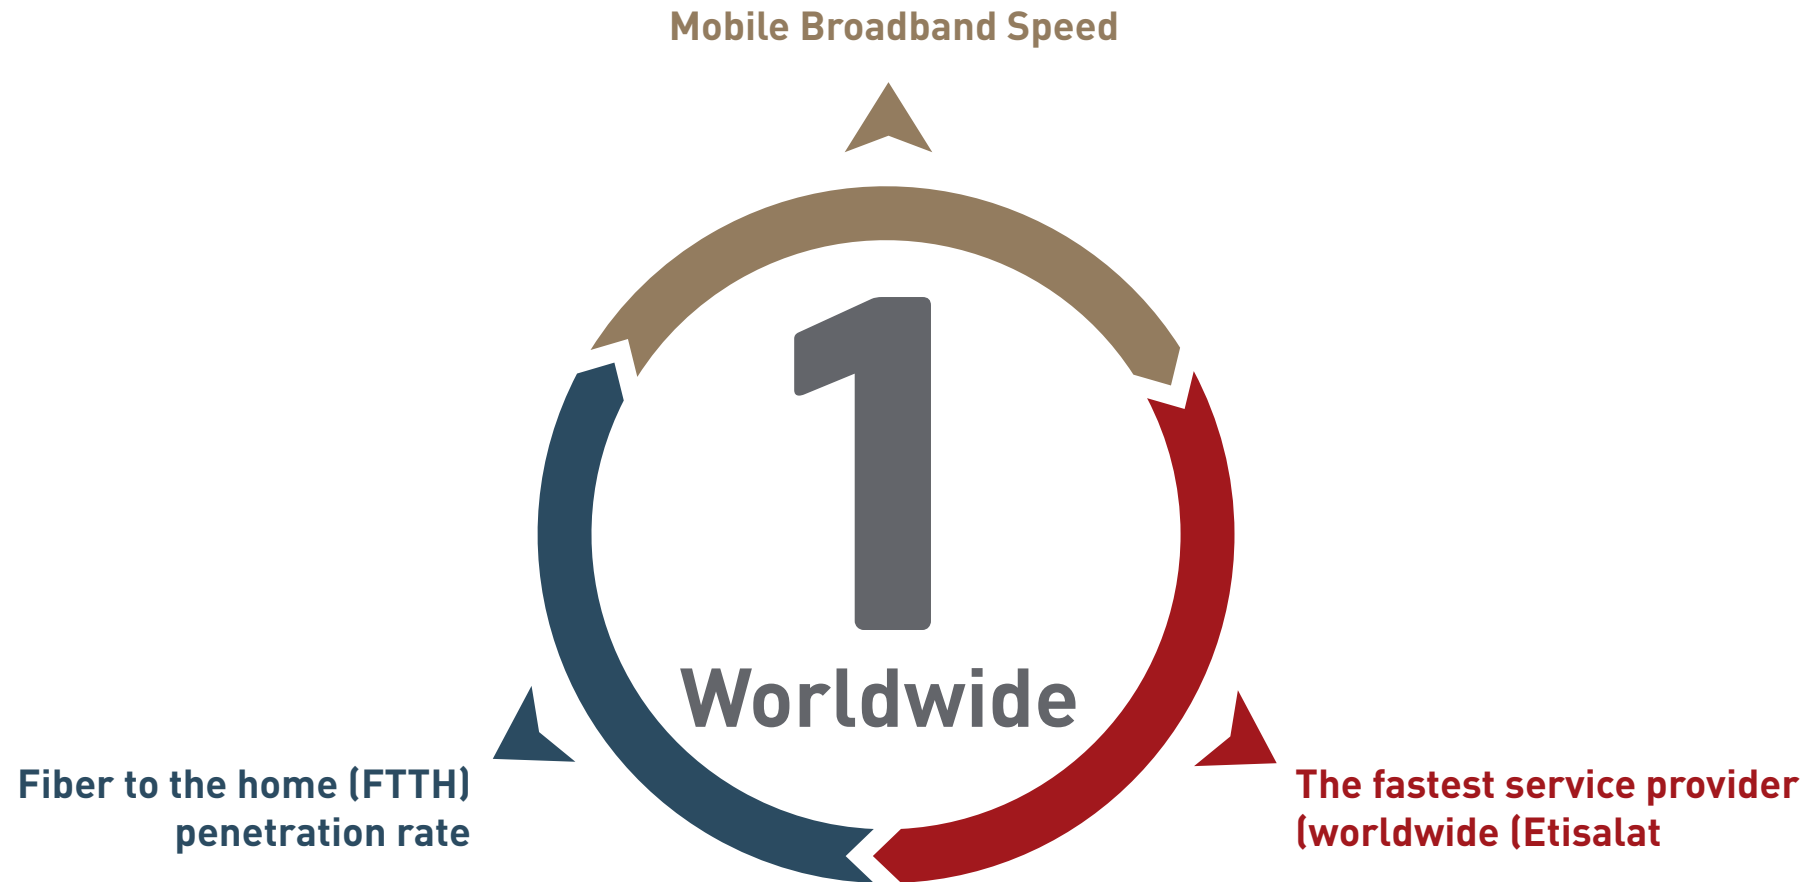 Mobile Broadband Speed
1
Worldwide
Fiber to the home (FTTH)
penetration rate
The fastest service provider
(worldwide (Etisalat